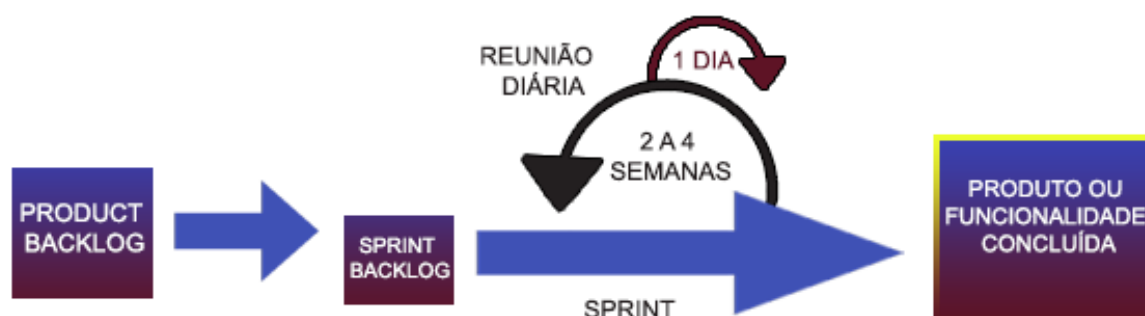 PRODUCT
BACKLOG
SPRINT
BACKLOG
REUNIÃO
DIÁRIA
1 DIA
2 A 4
SEMANAS
SPRINT
PRODUTO OU
FUNCIONALIDADE
CONCLUÍDA